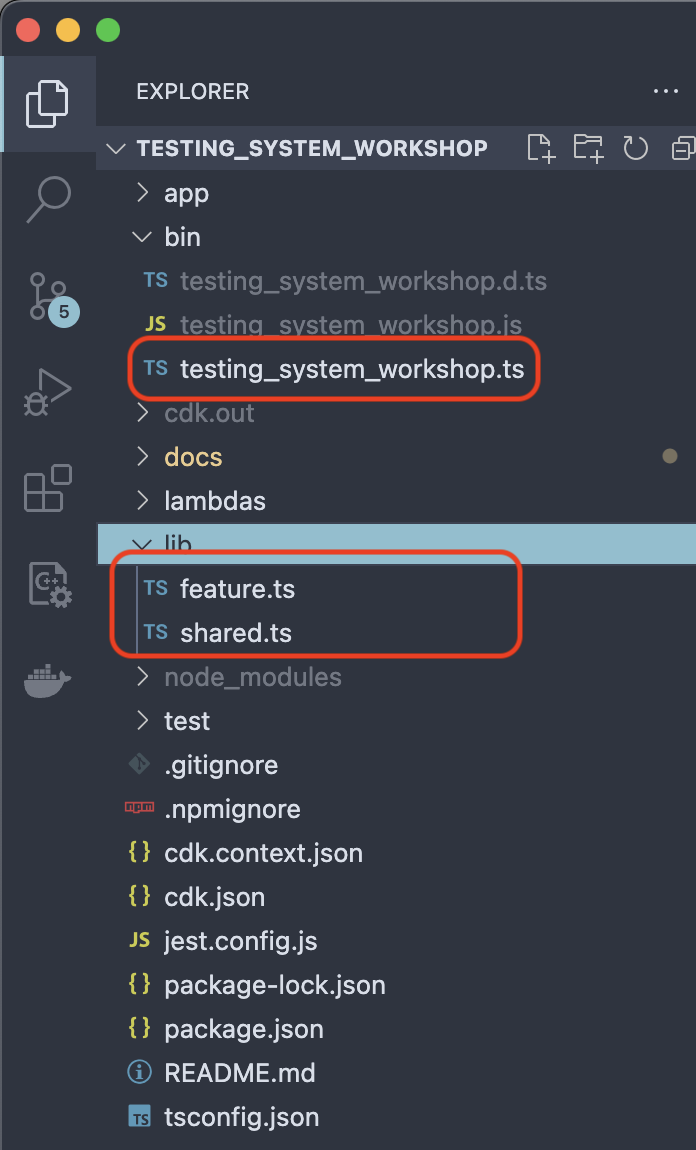 EXPLORER
TESTING_SYSTEM_WORKSHOP
app
bin
TS testing_system_workshop.d.ts
JS testing_system_workshop.js
TS testing_system_workshop.ts
cdk.out
docs
lambdas
lib
TS feature.ts
TS shared.ts
node_modules
test
.gitignore
npm .npmignore
{} cdk.context.json
{} cdk.json
JS jest.config.js
{} package-lock.json
{} package.json
README.md
TS tsconfig.json
5
C++